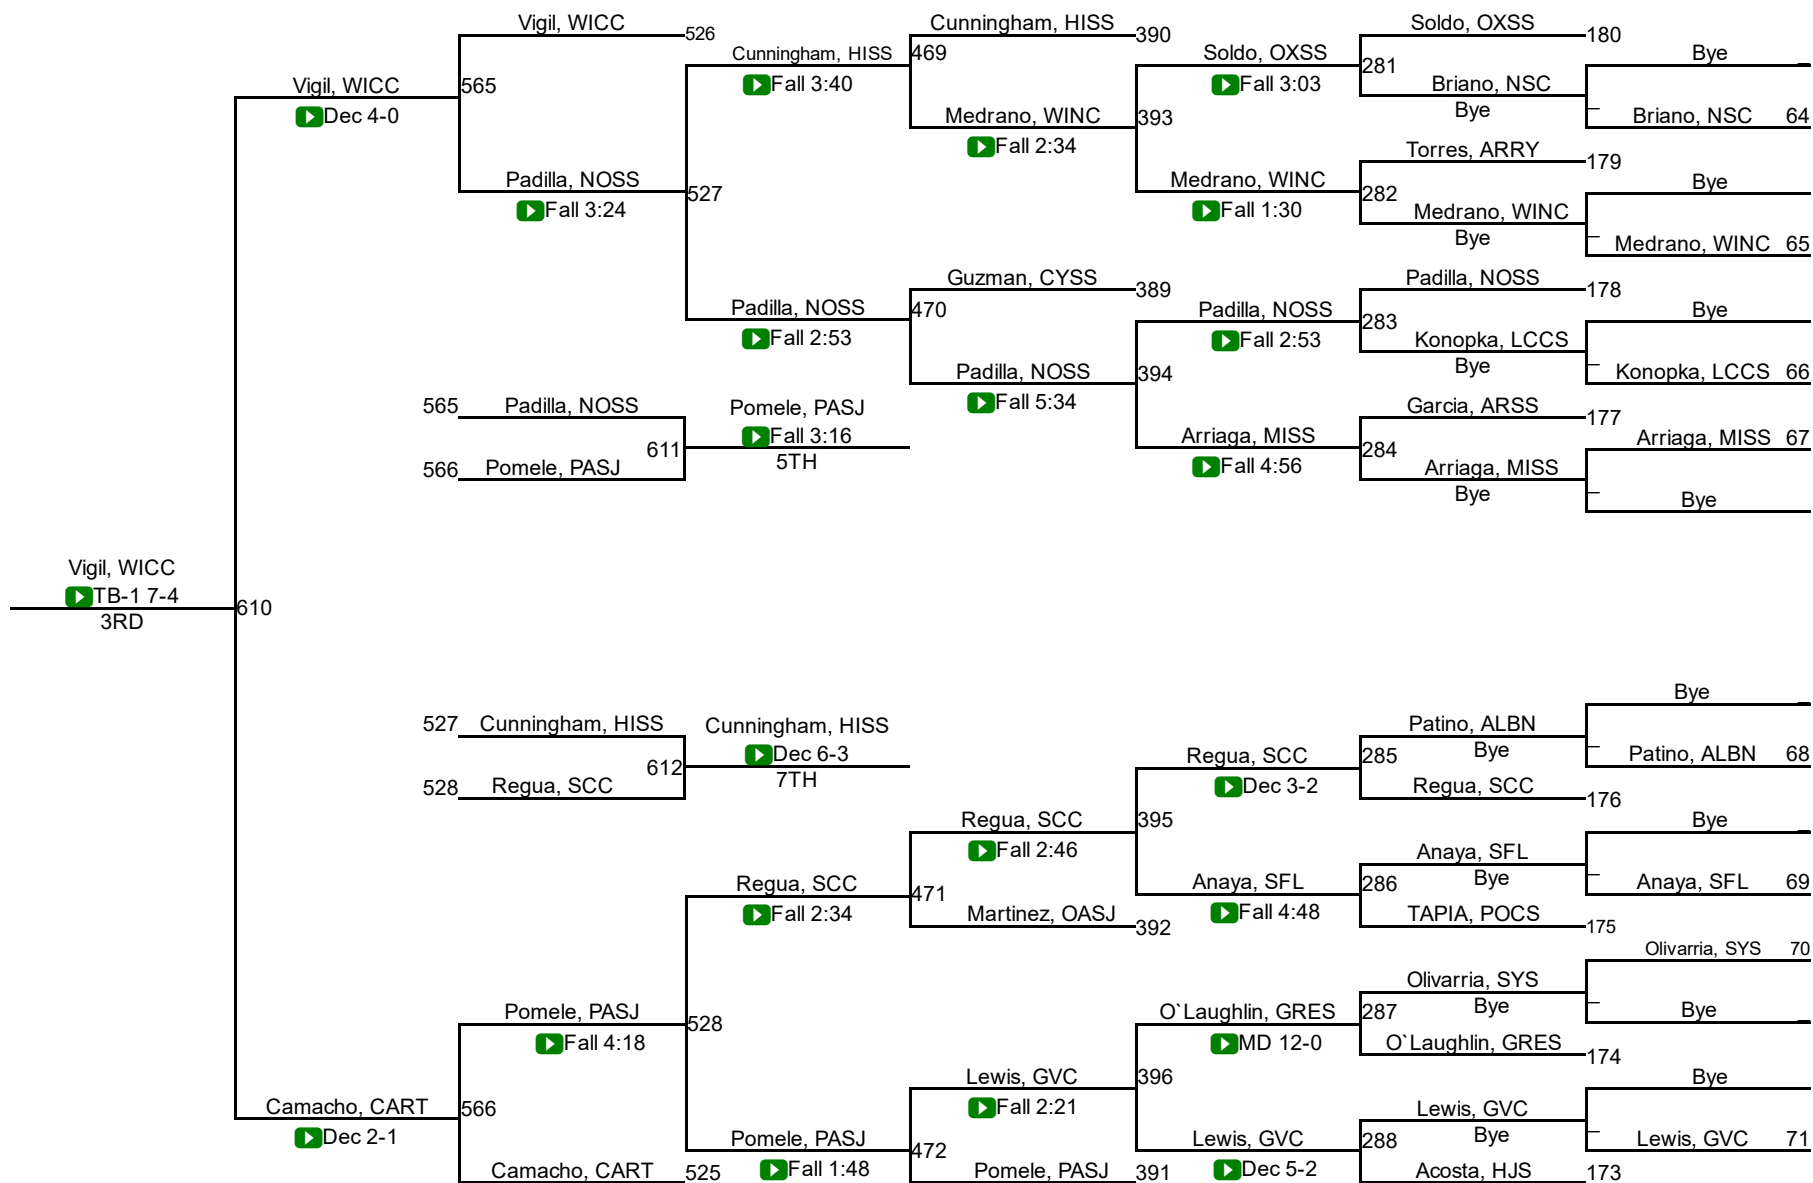 Vigil, WICC
526
Cunningham, HISS
390
Soldo, OXSS
180
Cunningham, HISS
469
Soldo, OXSS
Bye
Fall 3:40
Fall 3:03
281
Vigil, WICC
565
Briano, NSC
Dec 4-0
Medrano, WINC
393
Bye
Briano, NSC 64
Fall 2:34
Torres, ARRY
179
Padilla, NOSS
Medrano, WINC
Bye
527
282
Fall 3:24
Fall 1:30
Medrano, WINC
Bye
Medrano, WINC 65
Guzman, CYSS
389
Padilla, NOSS
178
Padilla, NOSS
470
Padilla, NOSS
Bye
283
Fall 2:53
Fall 2:53
Konopka, LCCS
Padilla, NOSS
394
Bye
Konopka, LCCS 66
565
Padilla, NOSS
Pomele, PASJ
Fall 5:34
Garcia, ARSS
177
Fall 3:16
Arriaga, MISS
Arriaga, MISS 67
611
284
5TH
566
Pomele, PASJ
Fall 4:56
Arriaga, MISS
Bye
Bye
Vigil, WICC
TB-1 7-4
610
3RD
Bye
527
Cunningham, HISS
Cunningham, HISS
Patino, ALBN
Dec 6-3
Regua, SCC
285
Bye
Patino, ALBN 68
612
7TH
528
Regua, SCC
Dec 3-2
Regua, SCC
176
Regua, SCC
395
Bye
Fall 2:46
Anaya, SFL
Regua, SCC
471
Anaya, SFL
286
Bye
Anaya, SFL 69
Fall 2:34
Martinez, OASJ
392
Fall 4:48
TAPIA, POCS
175
Olivarria, SYS 70
Olivarria, SYS
Pomele, PASJ
528
O`Laughlin, GRES
287
Bye
Bye
Fall 4:18
MD 12-0
O`Laughlin, GRES
174
Lewis, GVC
396
Bye
Camacho, CART
566
Fall 2:21
Lewis, GVC
Dec 2-1
Pomele, PASJ
472
Lewis, GVC
288
Bye
Lewis, GVC 71
Camacho, CART
525
Fall 1:48
Pomele, PASJ
391
Dec 5-2
Acosta, HJS
173